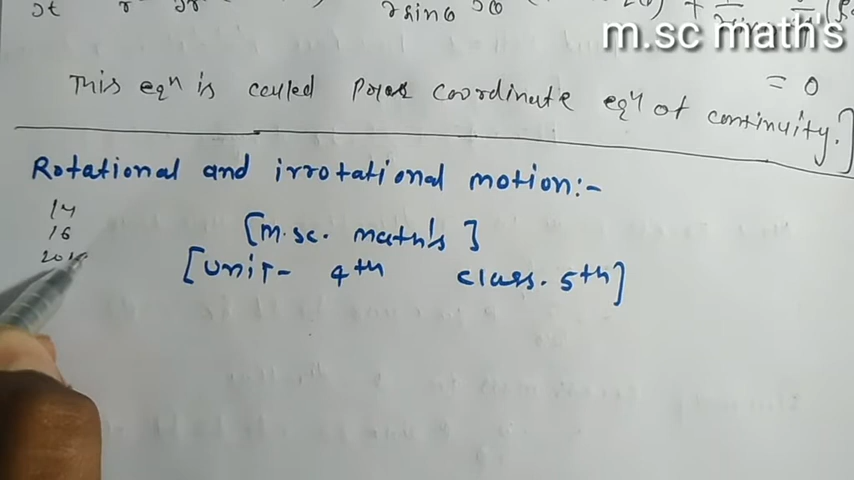 m.sc math's
= 0
This eqn is called Polar coordinate eqn of continuity.]
Rotational and irrotational motion:-
14
16
[M.sc. math's]
[Unit- 4th class. 5th]